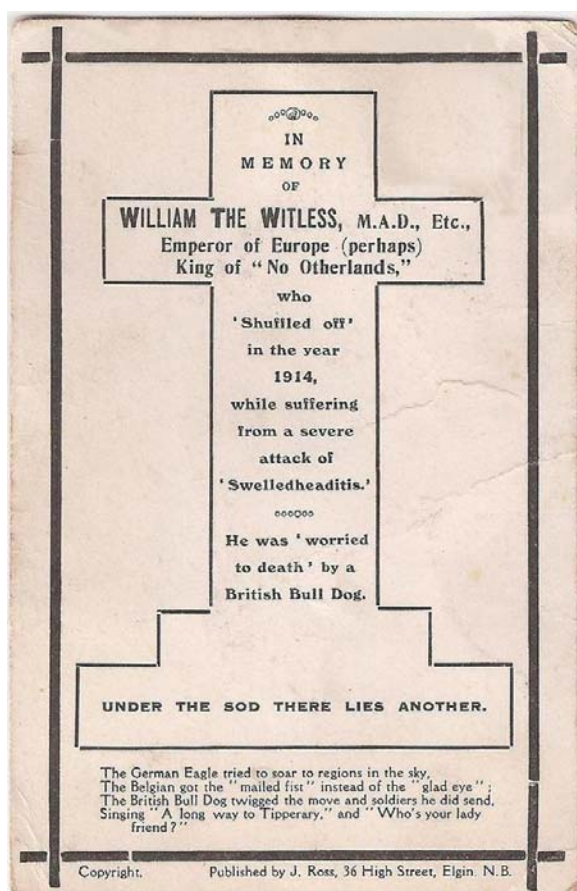 IN
MEMORY
OF
WILLIAM THE WITLESS, M.A.D., Etc.,
Emperor of Europe (perhaps)
King of "No Otherlands,"
who
'Shuffled off'
in the year
1914,
while suffering
from a severe
attack of
'Swelledheaditis.'
He was 'worried
to death' by a
British Bull Dog.
UNDER THE SOD THERE LIES ANOTHER.
The German Eagle tried to soar to regions in the sky,
The Belgian got the "mailed fist" instead of the "glad eye";
The British Bull Dog twigged the move and soldiers he did send,
Singing "A long way to Tipperary," and "Who's your lady
friend?"
Copyright. Published by J. Ross, 36 High Street, Elgin. N.B.